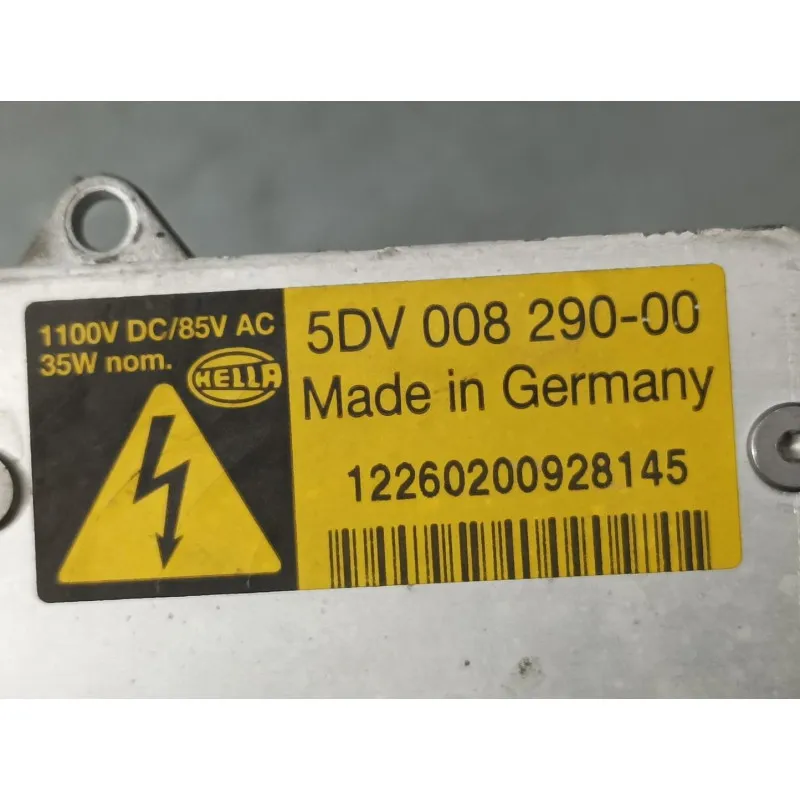 1100V DC/85V AC
35W nom.
HELLA
5DV 008 290-00
Made in Germany
12260200928145